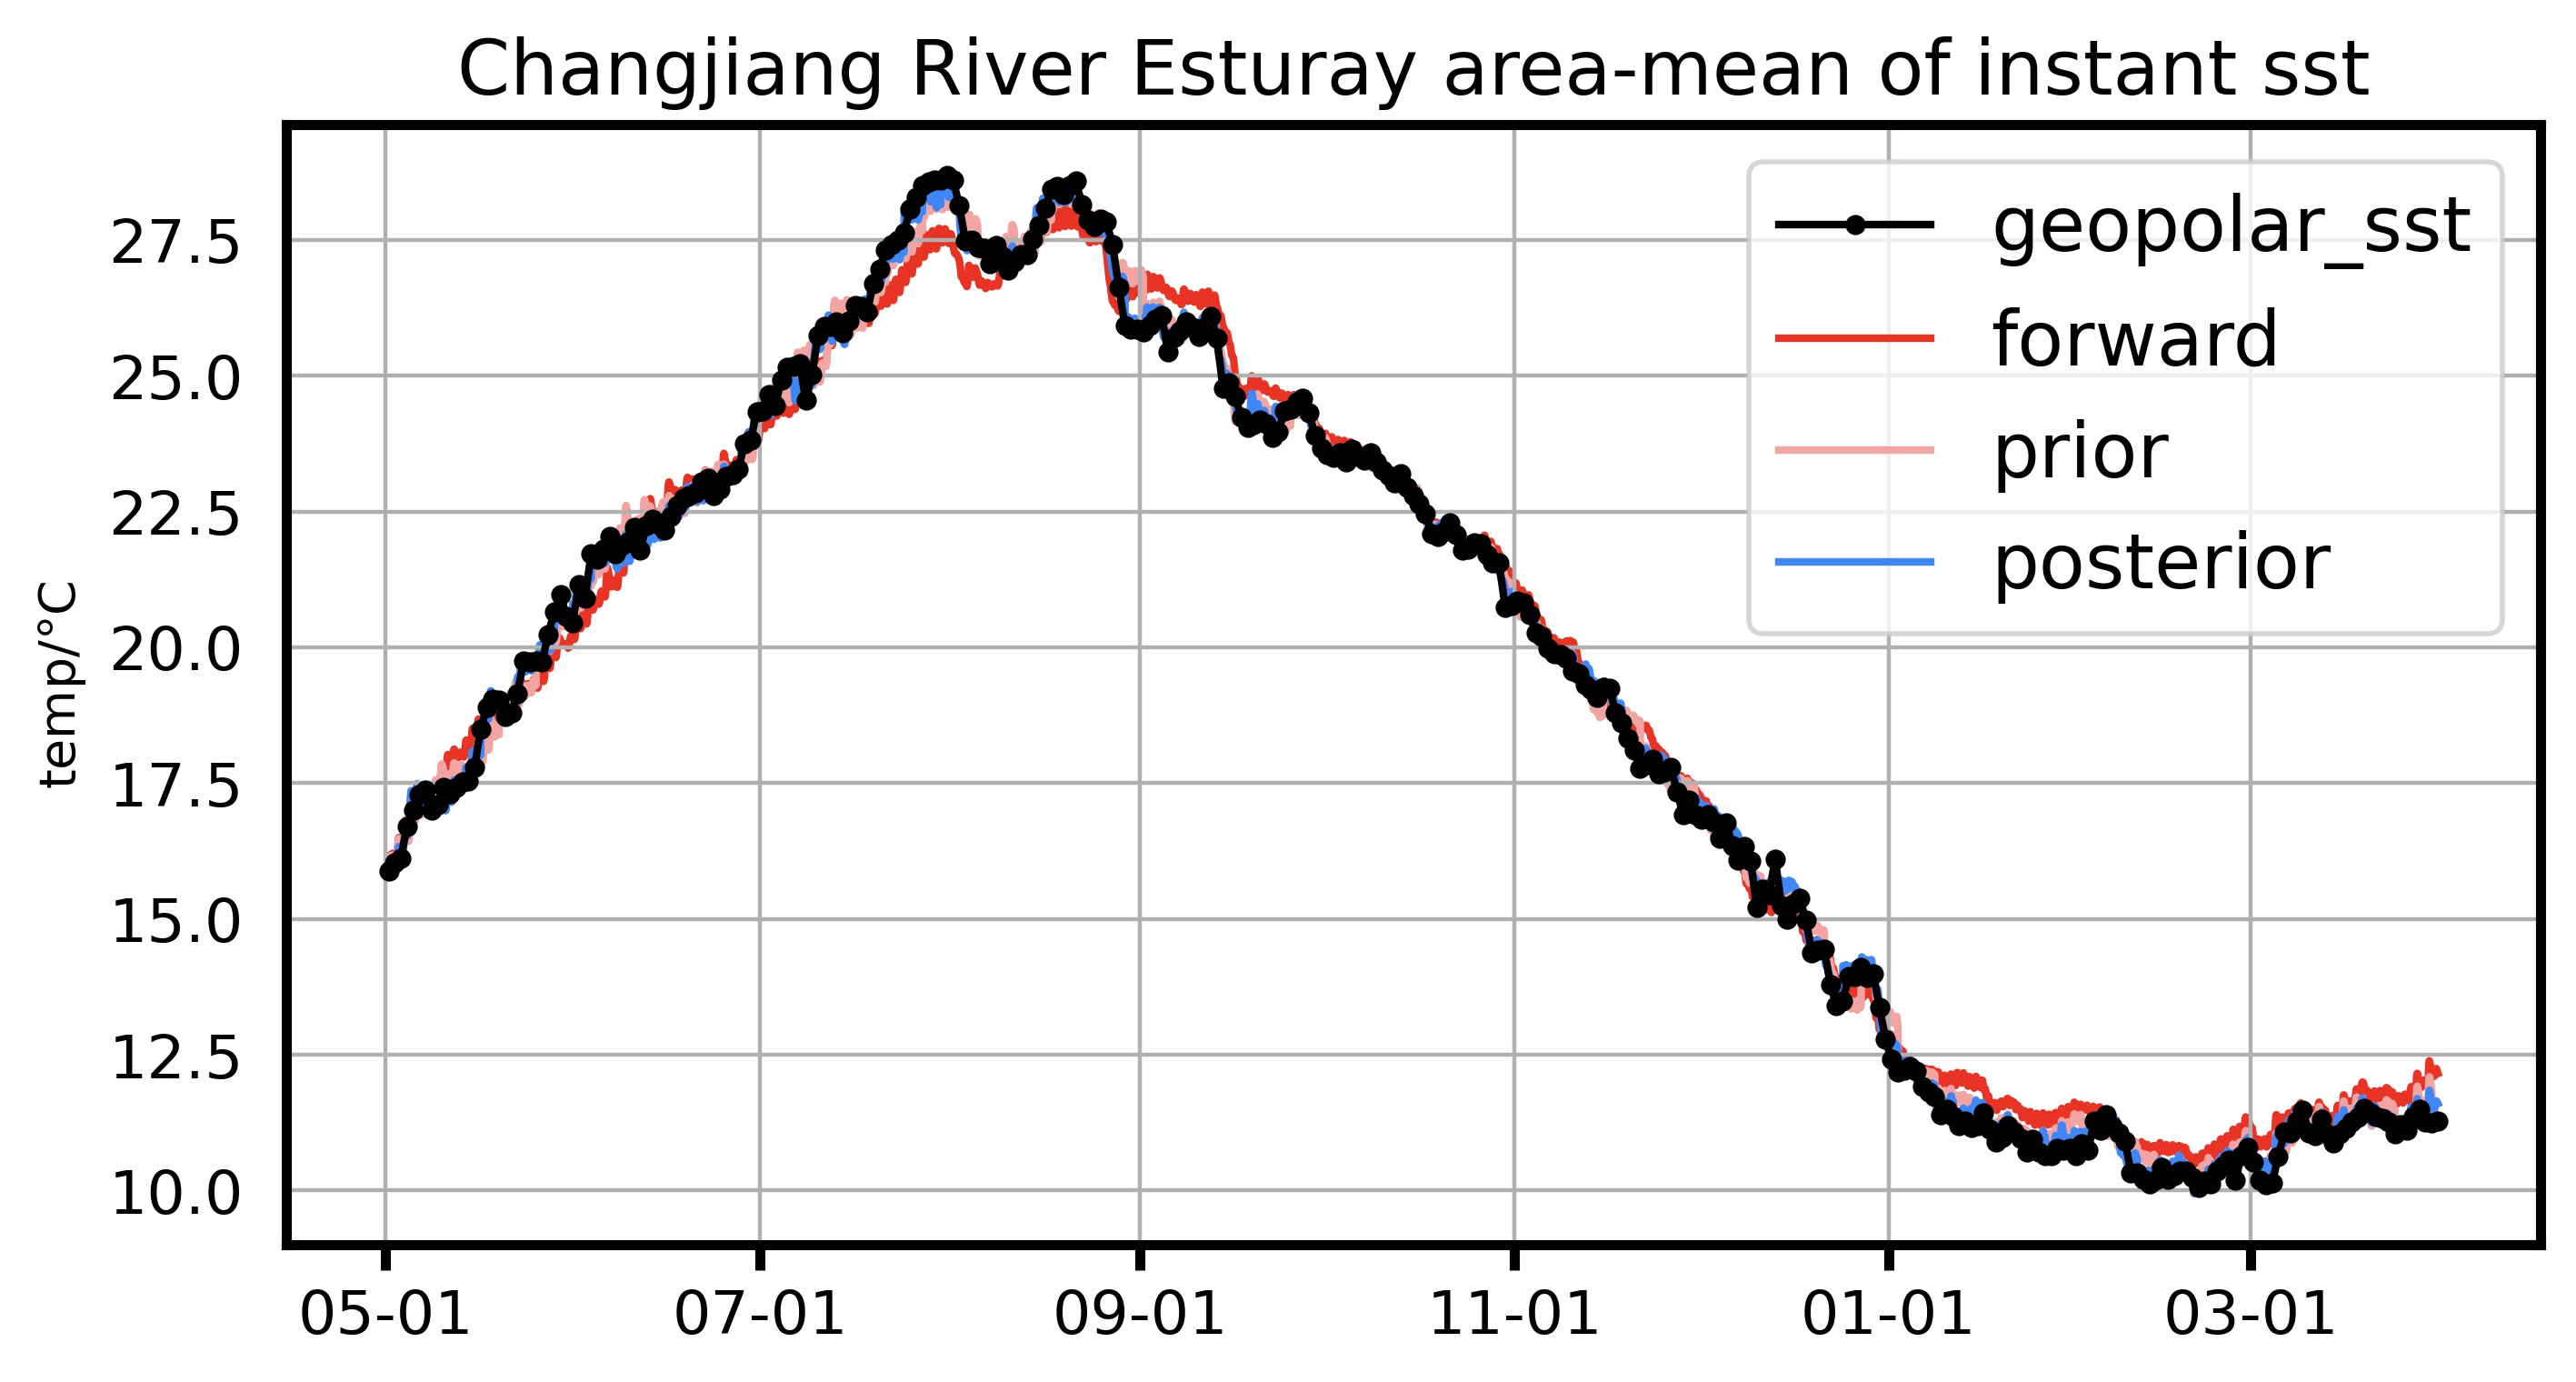 Changjiang River Esturay area-mean of instant sst
geopolar_sst
forward
prior
posterior
temp/°C
27.5
25.0
22.5
20.0
17.5
15.0
12.5
10.0
05-01 07-01 09-01 11-01 01-01 03-01